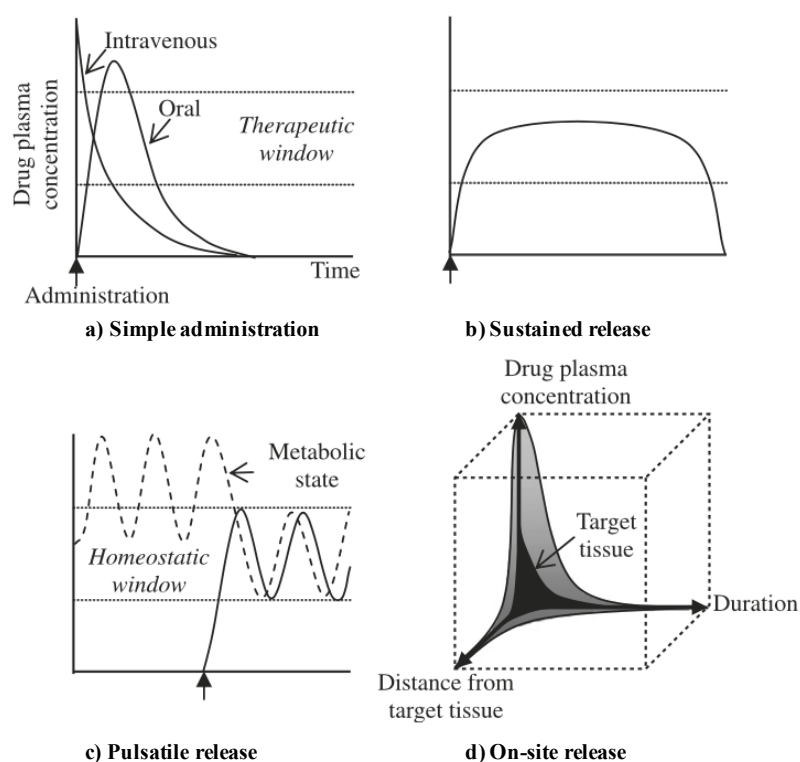 Intravenous
Oral
Drug plasma
concentration
Therapeutic
window
Time
Administration
a) Simple administration
b) Sustained release
Metabolic
state
Homeostatic
window
c) Pulsatile release
Drug plasma
concentration
Target
tissue
Duration
Distance from
target tissue
d) On-site release